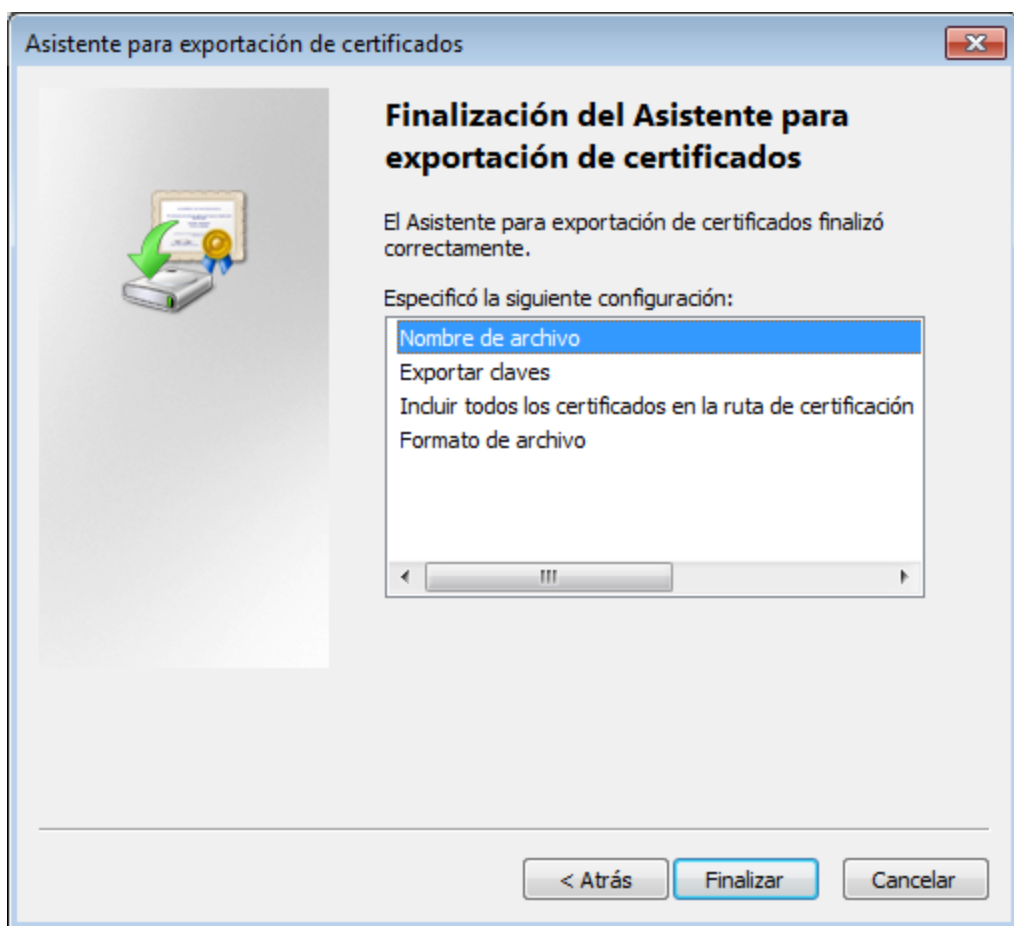 Asistente para exportación de certificados
Finalización del Asistente para
exportación de certificados
El Asistente para exportación de certificados finalizó
correctamente.
Especificó la siguiente configuración:
Nombre de archivo
Exportar claves
Incluir todos los certificados en la ruta de certificación
Formato de archivo
< Atrás
Finalizar
Cancelar